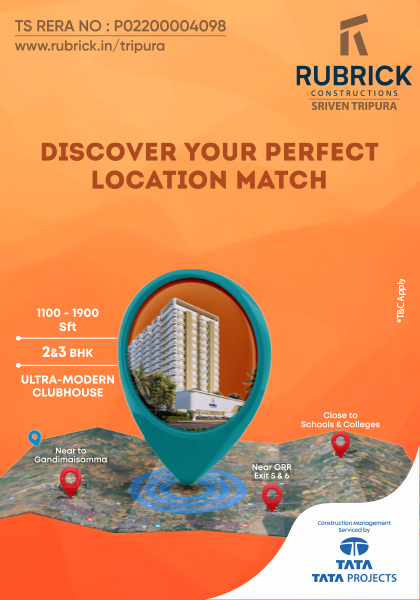 TS RERA NO : P02200004098
www.rubrick.in/tripura
RUBRICK
CONSTRUCTIONS
SRIVEN TRIPURA
DISCOVER YOUR PERFECT
LOCATION MATCH
*T&C Apply
1100 - 1900
Sft
2&3 BHK
ULTRA-MODERN
CLUBHOUSE
Close to
Schools & Colleges
Near to
Gandimaisamma
Near ORR
Exit 5 & 6
Construction Management
Serviced by
TATA
TATA PROJECTS